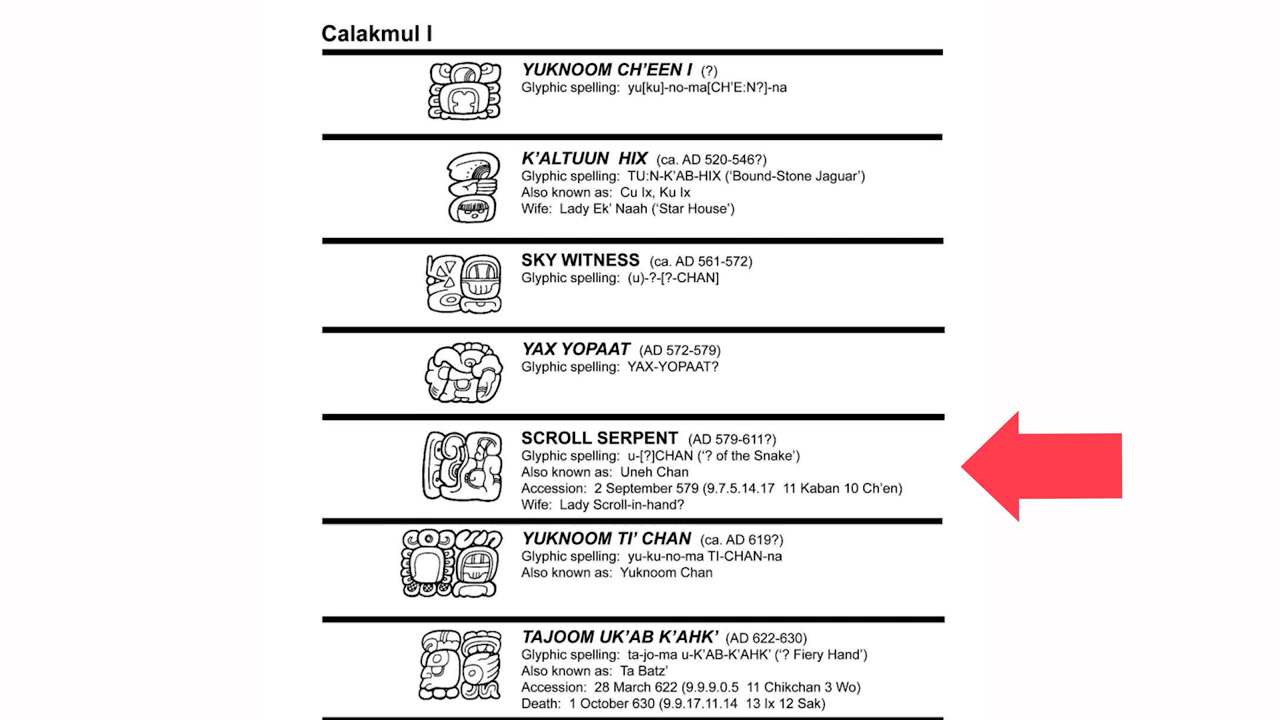 Calakmul I
YUKNOOM CH'EEN I (?)
Glyphic spelling: yu[ku]-no-ma[CH'E:N?]-na
K'ALTUUN HIX (ca. AD 520-546?)
Glyphic spelling: TU:N-K'AB-HIX ('Bound-Stone Jaguar')
Also known as: Cu Ix, Ku Ix
Wife: Lady Ek' Naah ('Star House')
SKY WITNESS (ca. AD 561-572)
Glyphic spelling: (u)-?-[?-CHAN]
YAX YOPAAT (AD 572-579)
Glyphic spelling: YAX-YOPAAT?
SCROLL SERPENT (AD 579-611?)
Glyphic spelling: u-[?]CHAN ('? of the Snake')
Also known as: Uneh Chan
Accession: 2 September 579 (9.7.5.14.17 11 Kaban 10 Ch'en)
Wife: Lady Scroll-in-hand?
YUKNOOM TI' CHAN (ca. AD 619?)
Glyphic spelling: yu-ku-no-ma TI-CHAN-na
Also known as: Yuknoom Chan
TAJOOM UK'AB K'AHK' (AD 622-630)
Glyphic spelling: ta-jo-ma u-K'AB-K'AHK' ('? Fiery Hand')
Also known as: Ta Batz'
Accession: 28 March 622 (9.9.9.0.5 11 Chikchan 3 Wo)
Death: 1 October 630 (9.9.17.11.14 13 Ix 12 Sak)